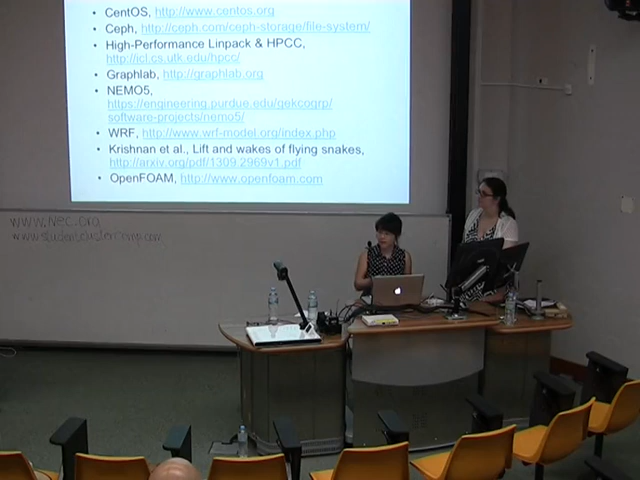 CentOS, http://www.centos.org
Ceph, http://ceph.com/ceph-storage/file-system/
High-Performance Linpack & HPCC,
http://icl.cs.utk.edu/hpcc/
Graphlab, http://graphlab.org
NEMO5,
https://engineering.purdue.edu/gekcogrp/
software-projects/nemo5/
WRF, http://www.wrf-model.org/index.php
Krishnan et al., Lift and wakes of flying snakes,
http://arxiv.org/pdf/1309.2969v1.pdf
OpenFOAM, http://www.openfoam.com
www.studentclustercomp.com